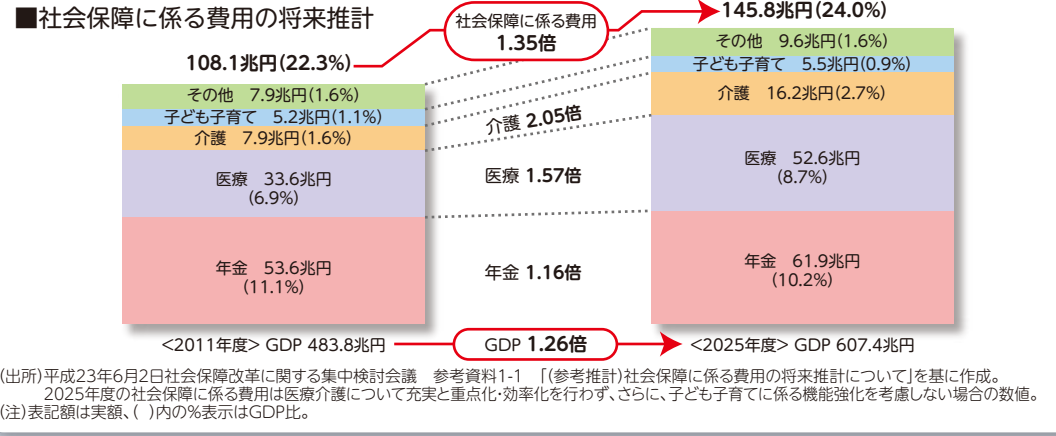 ■社会保障に係る費用の将来推計
社会保障に係る費用
1.35倍
145.8兆円(24.0%)
108.1兆円(22.3%)
その他 7.9兆円(1.6%)
子ども子育て 5.2兆円(1.1%)
介護 7.9兆円(1.6%)
医療 33.6兆円
(6.9%)
年金 53.6兆円
(11.1%)
介護 2.05倍
医療 1.57倍
年金 1.16倍
その他 9.6兆円(1.6%)
子ども子育て 5.5兆円(0.9%)
介護 16.2兆円(2.7%)
医療 52.6兆円
(8.7%)
年金 61.9兆円
(10.2%)
<2011年度> GDP 483.8兆円
GDP 1.26倍
<2025年度> GDP 607.4兆円
(出所)平成23年6月2日社会保障改革に関する集中検討会議 参考資料1-1 「(参考推計)社会保障に係る費用の将来推計について」を基に作成。
2025年度の社会保障に係る費用は医療介護について充実と重点化・効率化を行わず、さらに、子ども子育てに係る機能強化を考慮しない場合の数値。
(注)表記額は実額、( )内の%表示はGDP比。